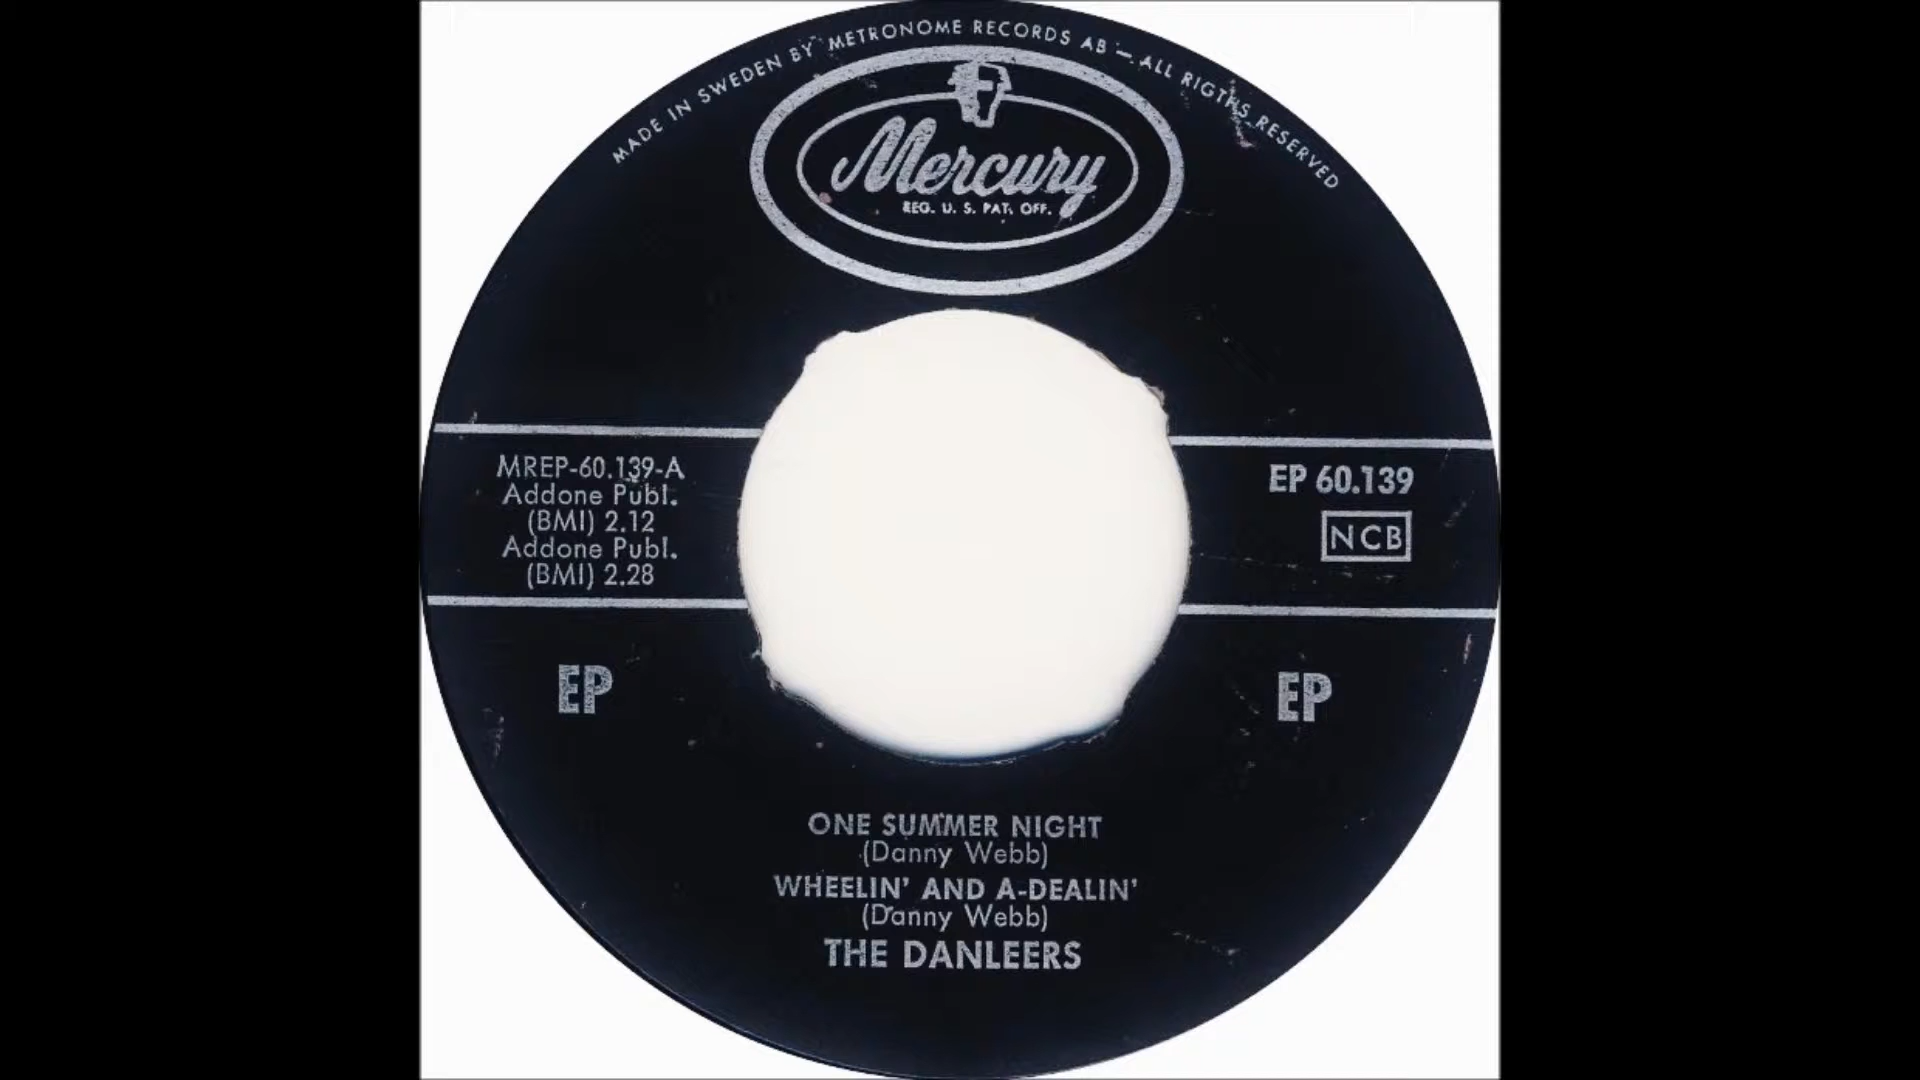 MADE IN SWEDEN BY METRONOME RECORDS AB — ALL RIGTHS RESERVED
Mercury
REG. U. S. PAT. OFF.
MREP-60.139-A
Addone Publ.
(BMI) 2.12
Addone Publ.
(BMI) 2.28
EP 60.139
NCB
EP
EP
ONE SUMMER NIGHT
(Danny Webb)
WHEELIN' AND A-DEALIN'
(Danny Webb)
THE DANLEERS